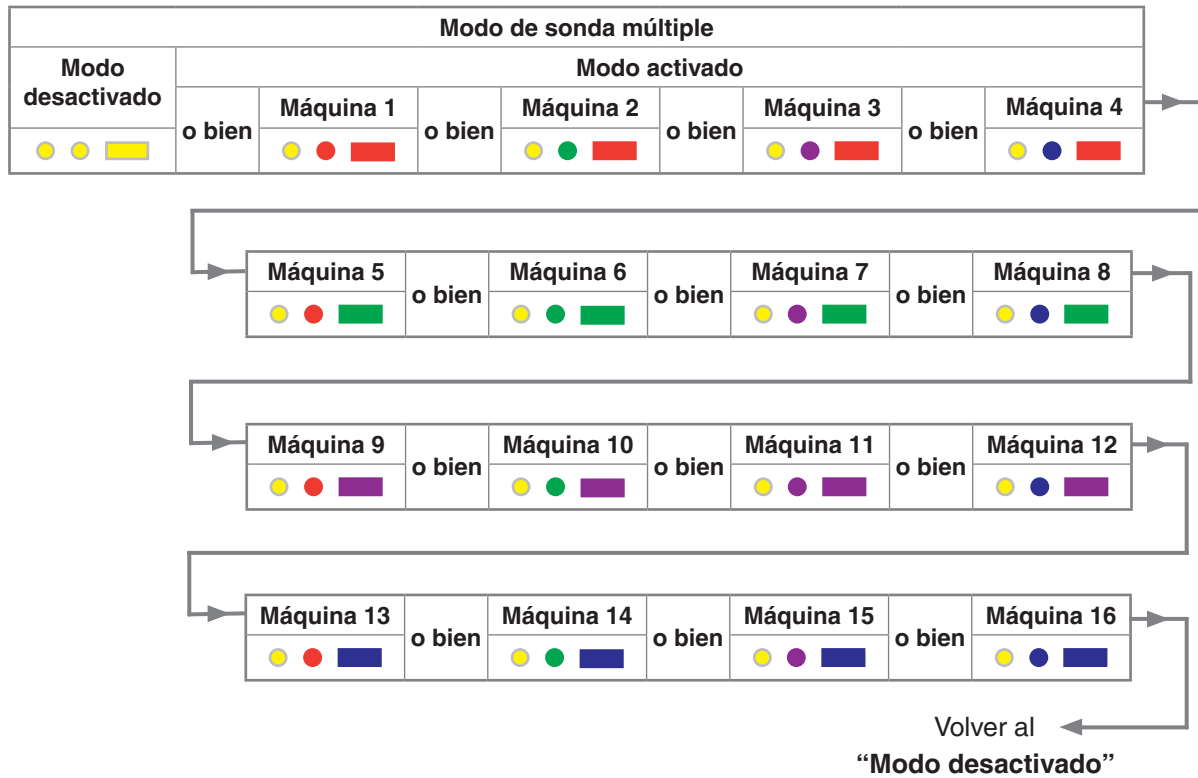 Modo de sonda múltiple
Modo
desactivado
Modo activado
o bien
Máquina 1
o bien
Máquina 2
o bien
Máquina 3
o bien
Máquina 4
Máquina 5
o bien
Máquina 6
o bien
Máquina 7
o bien
Máquina 8
Máquina 9
o bien
Máquina 10
o bien
Máquina 11
o bien
Máquina 12
Máquina 13
o bien
Máquina 14
o bien
Máquina 15
o bien
Máquina 16
Volver al
“Modo desactivado”